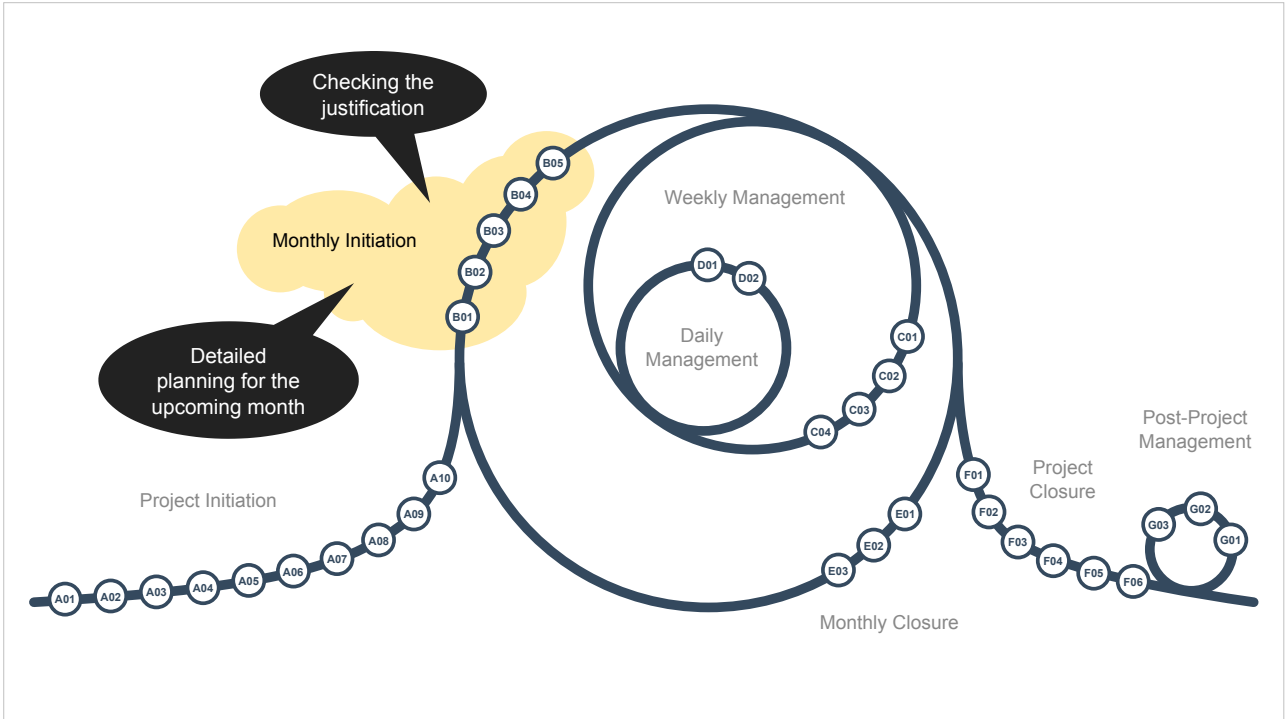 Checking the
justification
Monthly Initiation
Detailed
planning for the
upcoming month
B05
B04
B03
B02
B01
Weekly Management
D01
D02
Daily
Management
C01
C02
C03
C04
Project Initiation
A01
A02
A03
A04
A05
A06
A07
A08
A09
A10
E01
E02
E03
Monthly Closure
Project
Closure
F01
F02
F03
F04
F05
F06
Post-Project
Management
G03
G02
G01